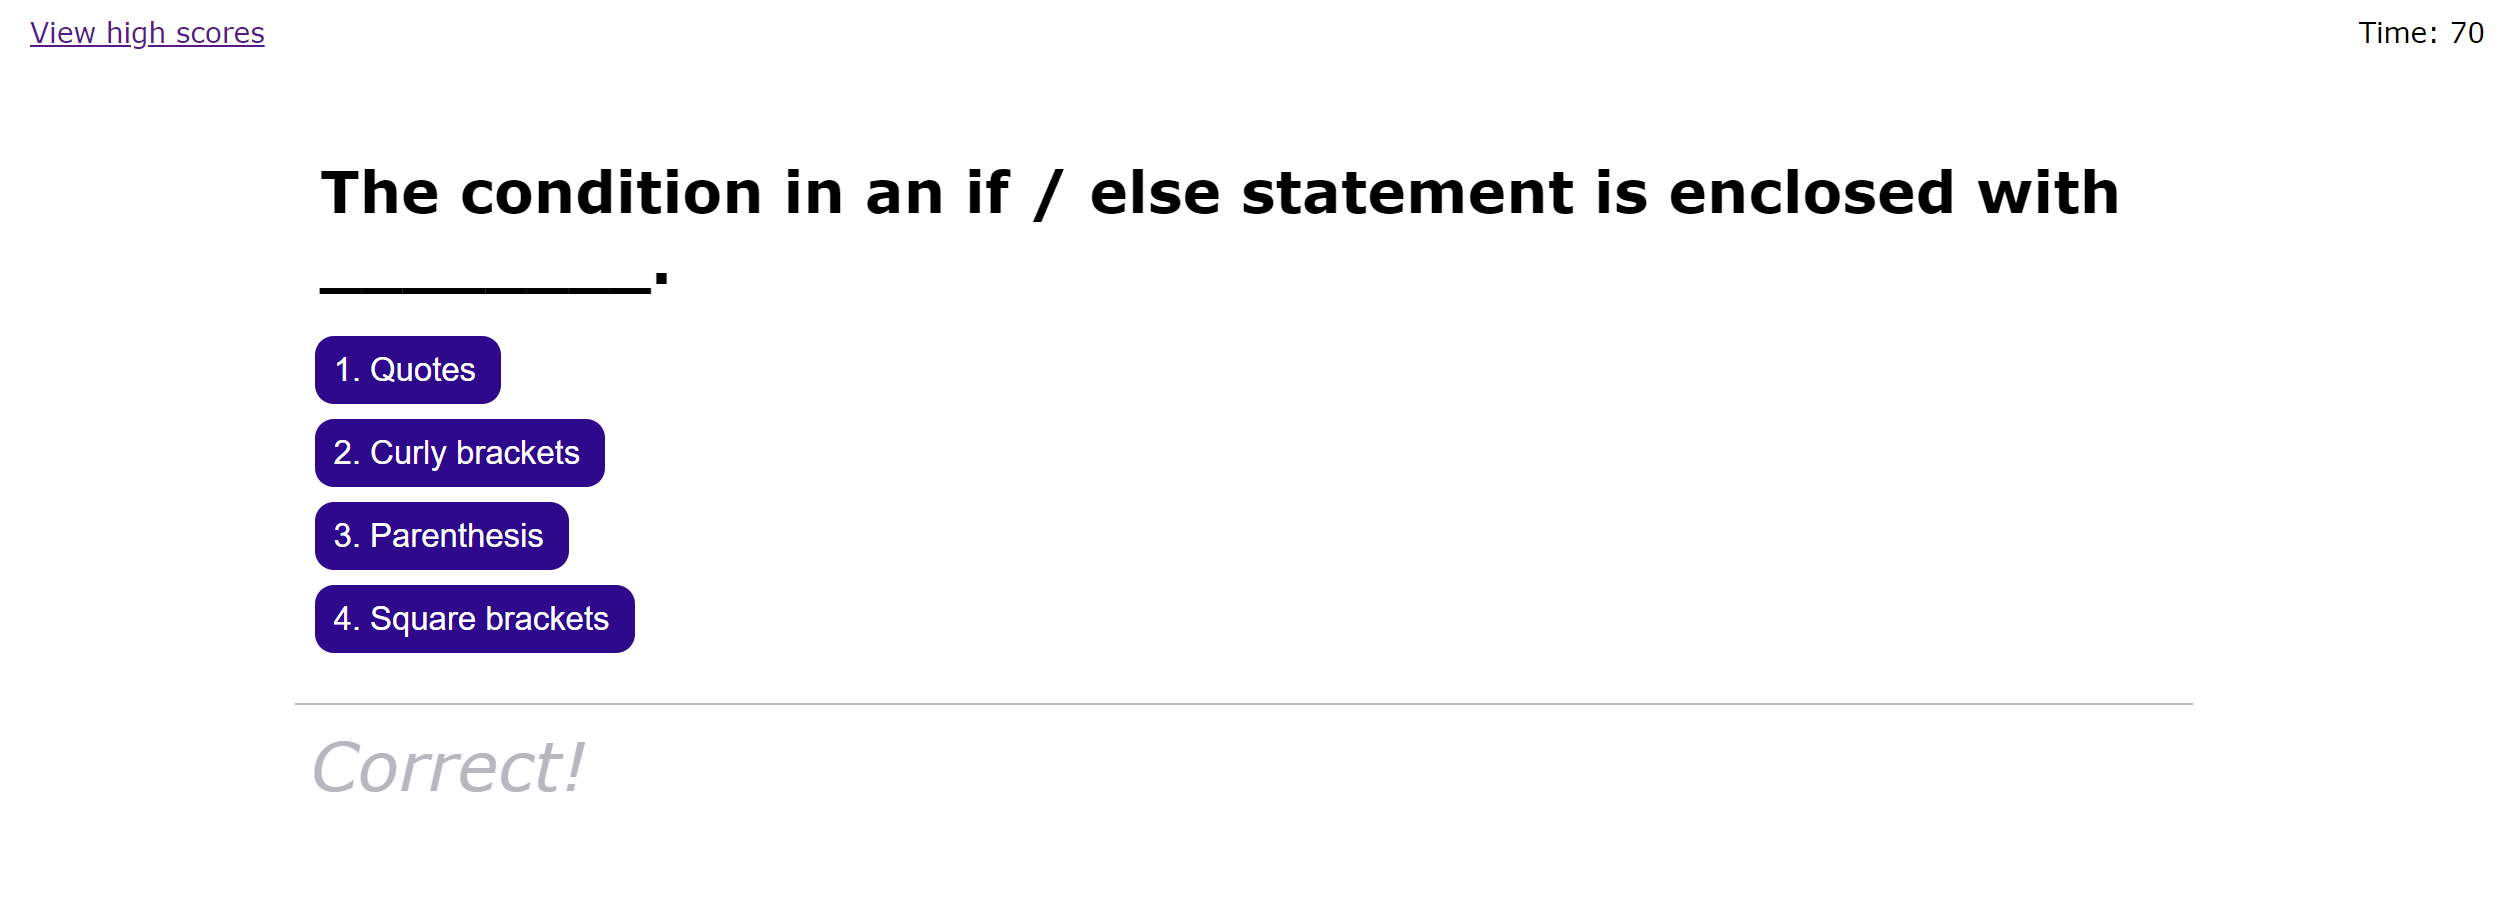 View high scores
Time: 70
The condition in an if / else statement is enclosed with
________.
1. Quotes
2. Curly brackets
3. Parenthesis
4. Square brackets
Correct!